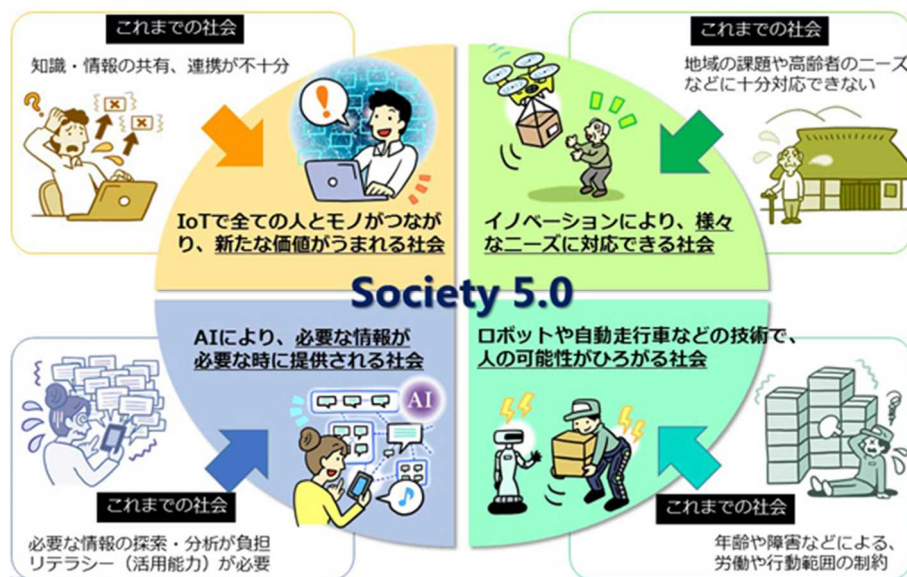 これまでの社会
知識・情報の共有、連携が不十分
IoTで全ての人とモノがつなが
り、新たな価値がうまれる社会
これまでの社会
地域の課題や高齢者のニーズ
などに十分対応できない
イノベーションにより、様々
なニーズに対応できる社会
Society 5.0
AIにより、必要な情報が
必要な時に提供される社会
AI
これまでの社会
必要な情報の探索・分析が負担
リテラシー（活用能力）が必要
ロボットや自動走行車などの技術で、
人の可能性がひろがる社会
これまでの社会
年齢や障害などによる、
労働や行動範囲の制約